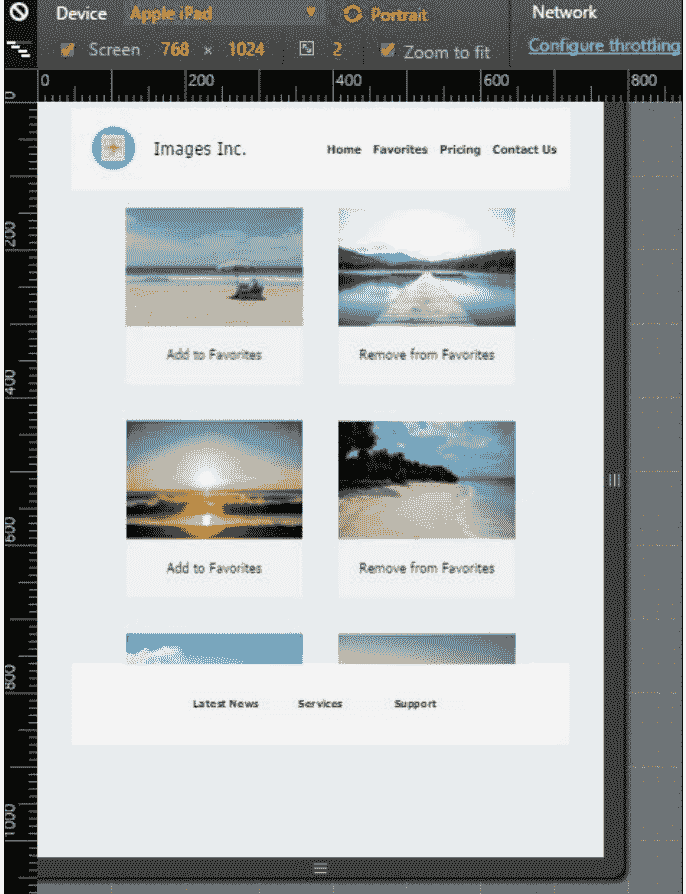 Device Apple iPad ▼ Portrait Network
Screen 768 × 1024 2 Zoom to fit Configure throttling
0 200 400 600 800
0
Images Inc. Home Favorites Pricing Contact Us
200
Add to Favorites Remove from Favorites
400
600
Add to Favorites Remove from Favorites
800
Latest News Services Support
1000